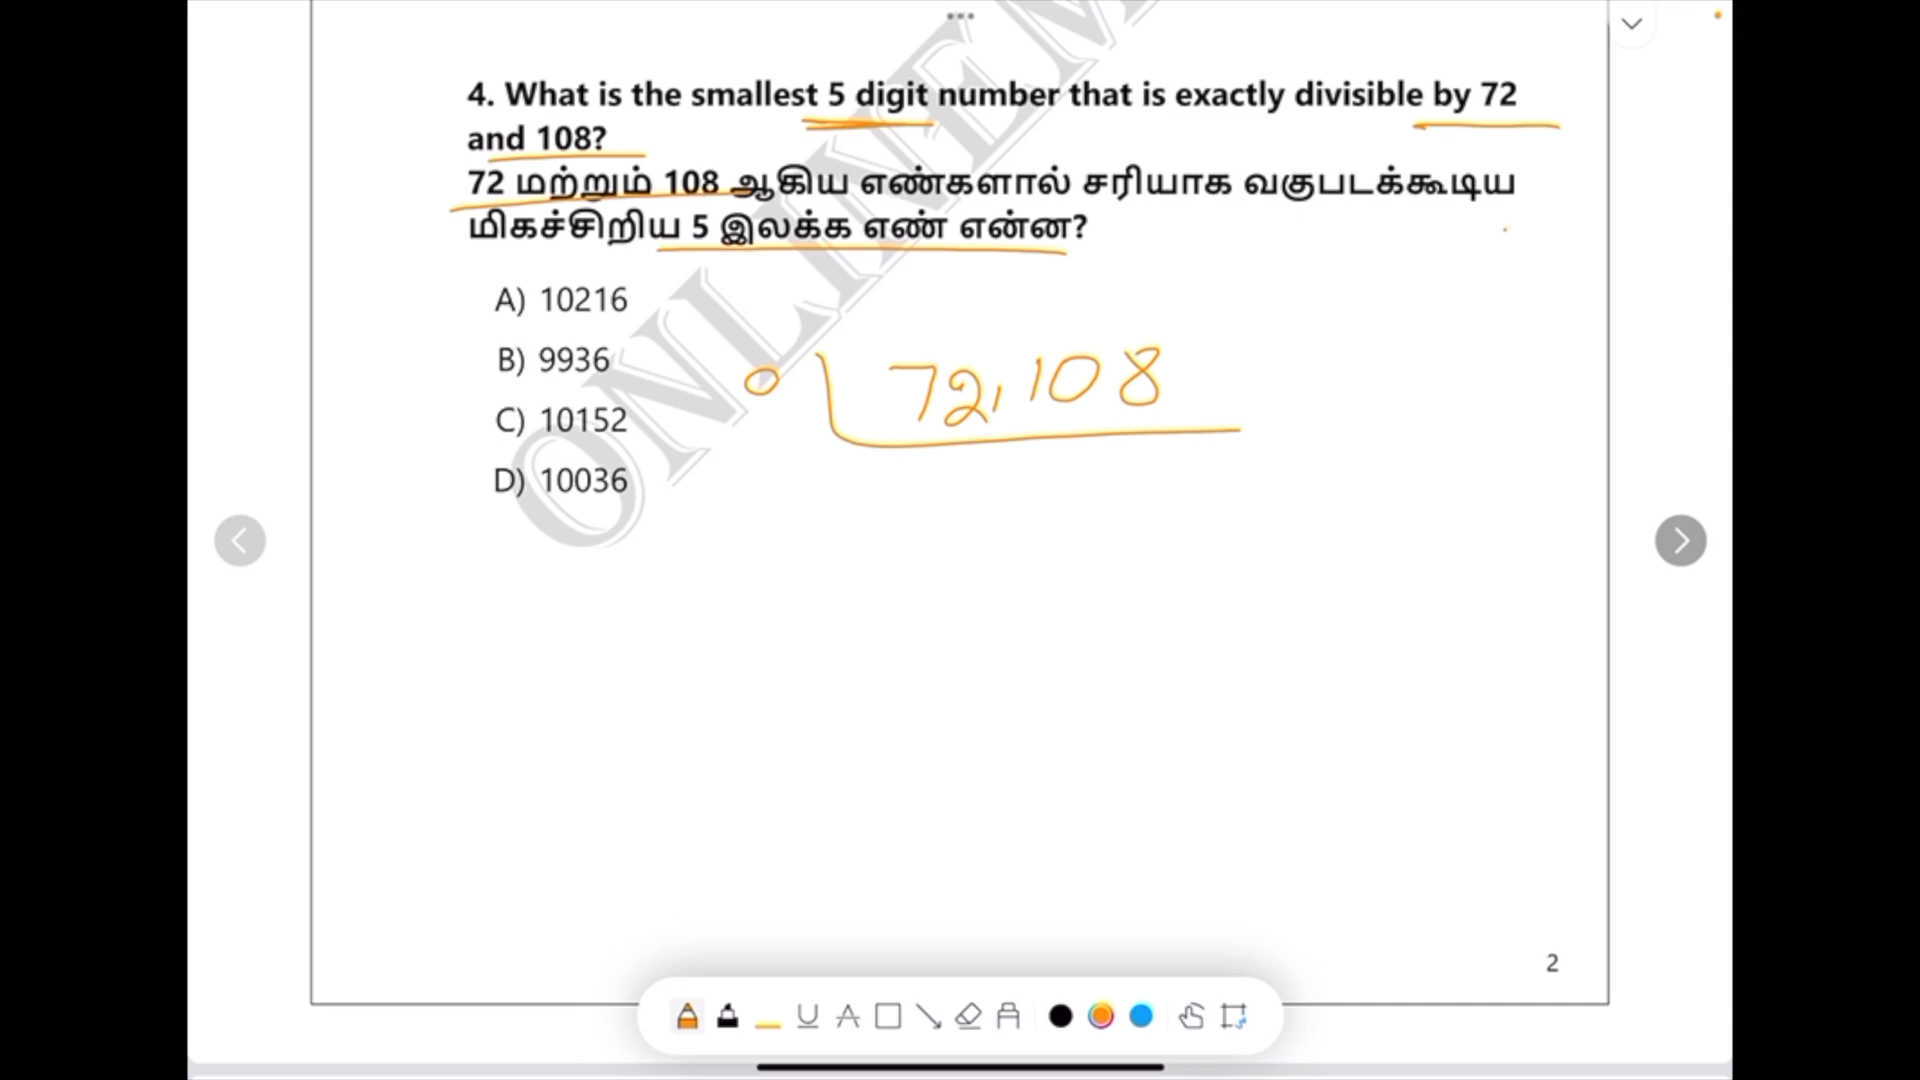 4. What is the smallest 5 digit number that is exactly divisible by 72
and 108?
72 மற்றும் 108 ஆகிய எண்களால் சரியாக வகுபடக்கூடிய
மிகச்சிறிய 5 இலக்க எண் என்ன?
A) 10216
B) 9936
C) 10152
D) 10036
72, 108
ONLINEM
2